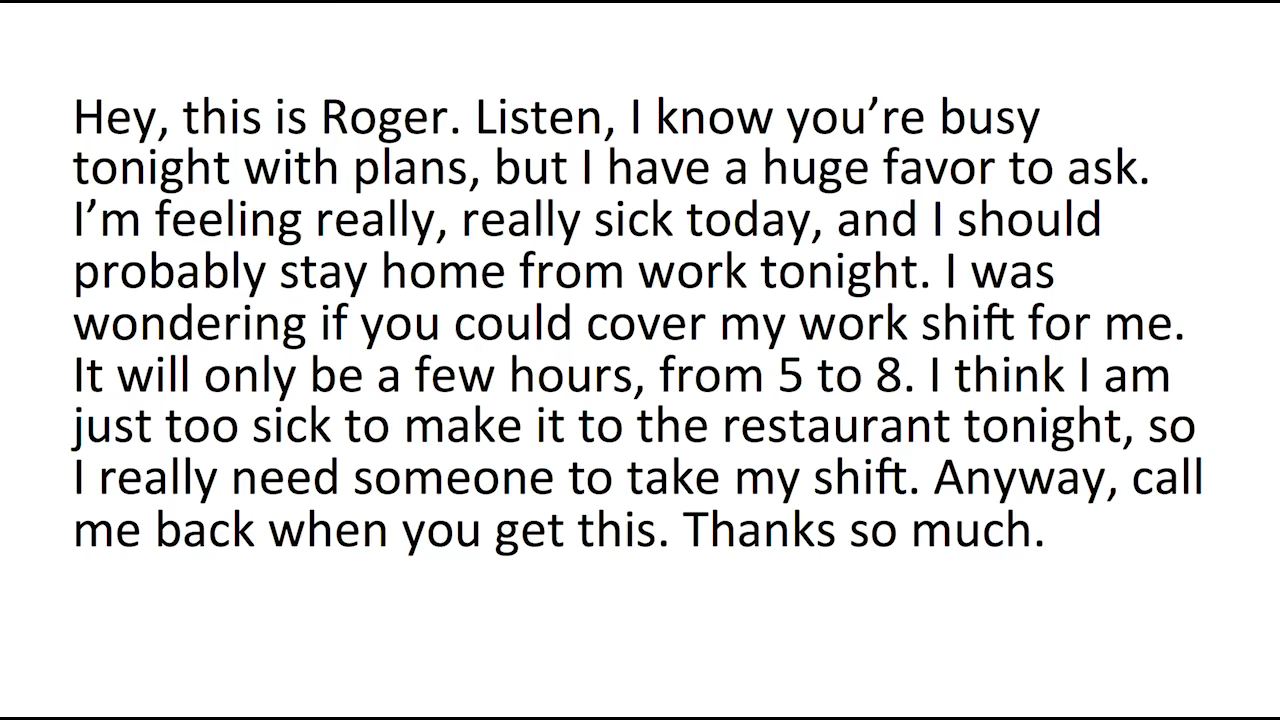 Hey, this is Roger. Listen, I know you’re busy
tonight with plans, but I have a huge favor to ask.
I’m feeling really, really sick today, and I should
probably stay home from work tonight. I was
wondering if you could cover my work shift for me.
It will only be a few hours, from 5 to 8. I think I am
just too sick to make it to the restaurant tonight, so
I really need someone to take my shift. Anyway, call
me back when you get this. Thanks so much.